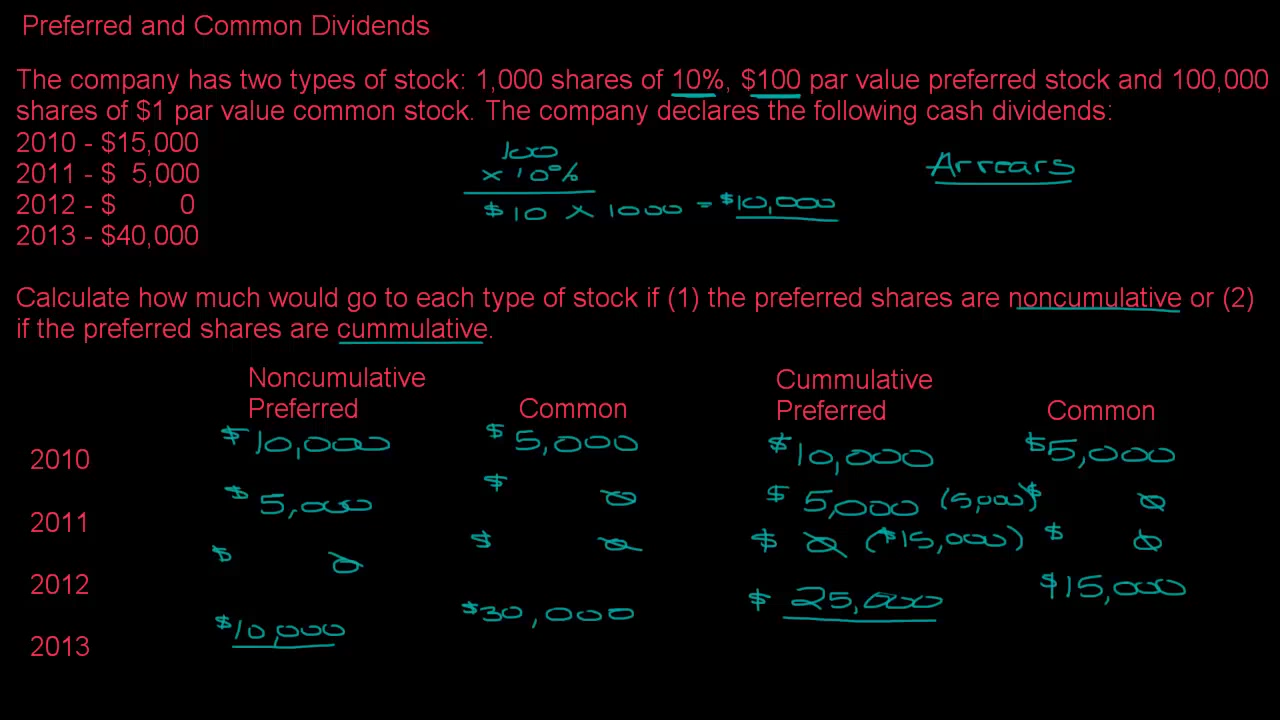 Preferred and Common Dividends
The company has two types of stock: 1,000 shares of 10%, $100 par value preferred stock and 100,000
shares of $1 par value common stock. The company declares the following cash dividends:
2010 - $15,000
2011 - $ 5,000
2012 - $ 0
2013 - $40,000
100
x 10%
$10 x 1000 = $10,000
Arrears
Calculate how much would go to each type of stock if (1) the preferred shares are noncumulative or (2)
if the preferred shares are cummulative.
Noncumulative Cummulative
Preferred Common Preferred Common
2010 $10,000 $5,000 $10,000 $5,000
2011 $5,000 $ 0 $5,000 (5,000) $ 0
2012 $ 0 $ 0 $ 0 ($15,000) $ 0
2013 $10,000 $30,000 $25,000 $15,000